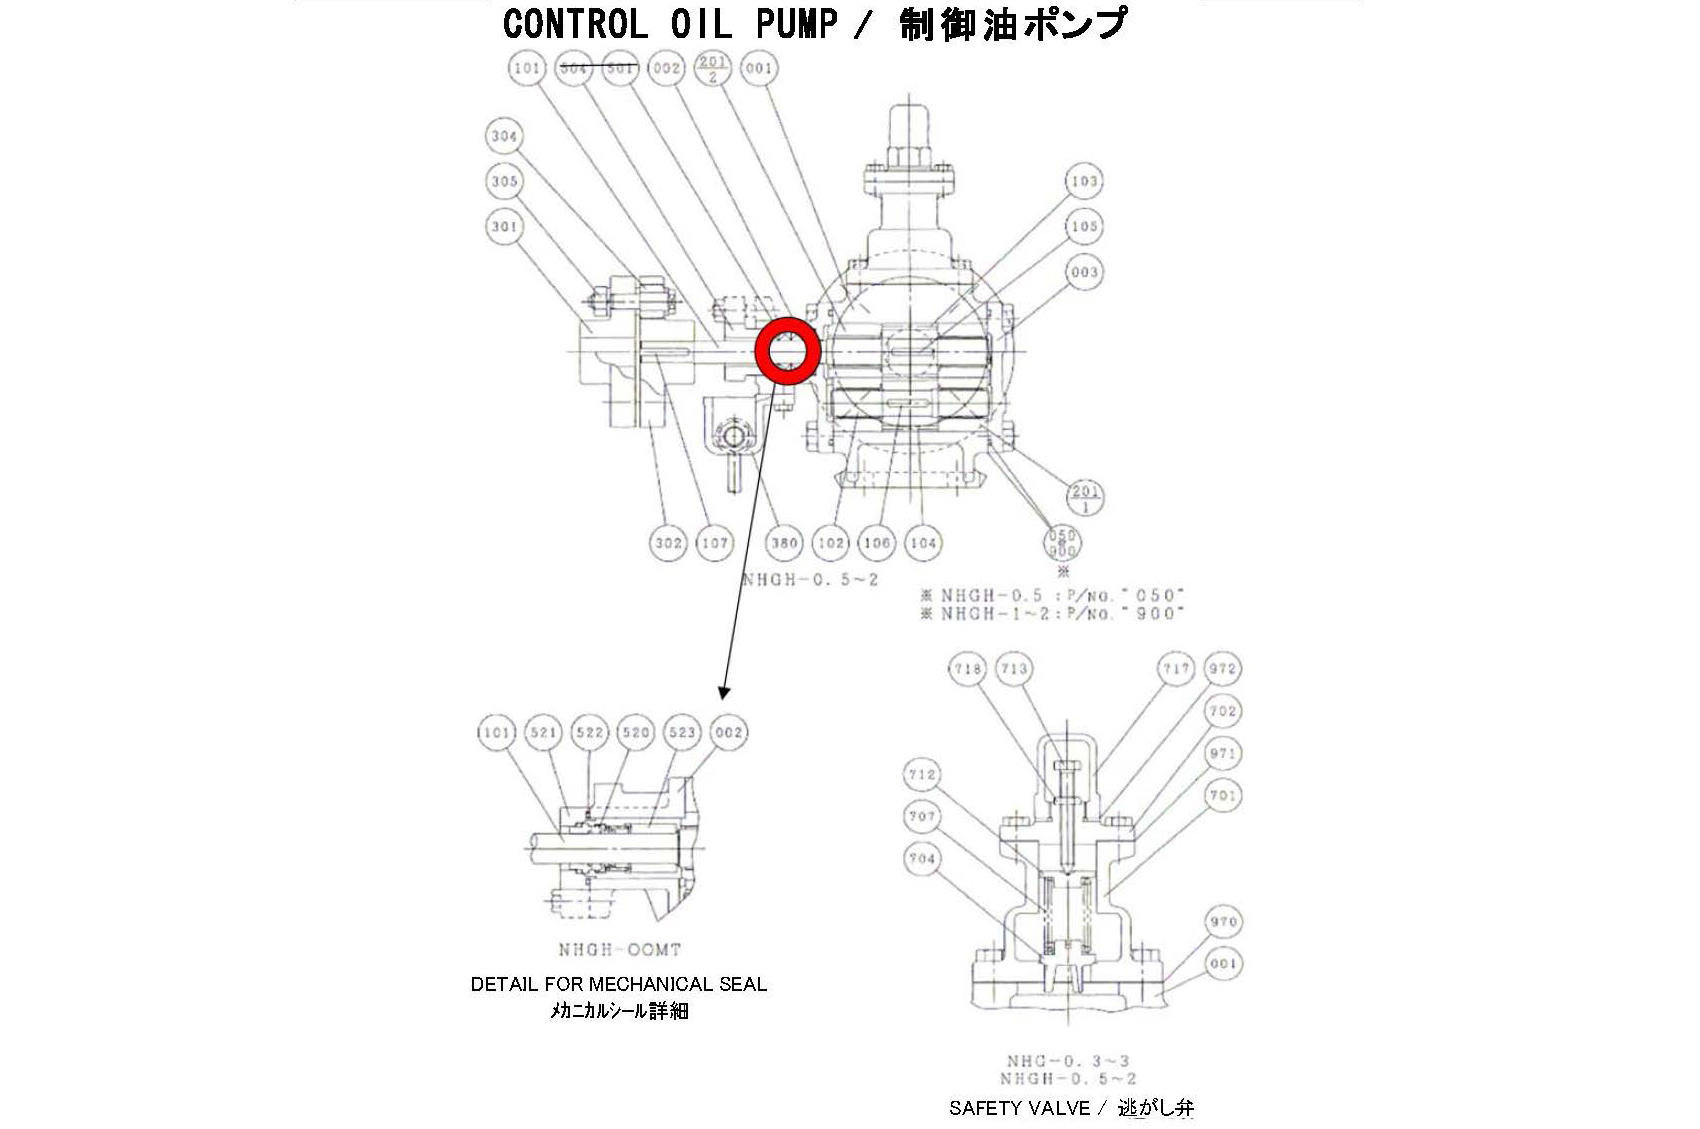 CONTROL OIL PUMP / 制御油ポンプ
101 504 501 002 201/2 001
304
305
301
103
105
003
201/1
302 107 380 102 106 104
050
900
※
NHGH-0.5~2
※ NHGH-0.5 : P/NO. "050"
※ NHGH-1~2 : P/NO. "900"
718 713 717 972
702
971
701
712
707
704
970
001
101 521 522 520 523 002
NHGH-OOMT
DETAIL FOR MECHANICAL SEAL
ﾒｶﾆｶﾙｼｰﾙ詳細
NHG-0.3~3
NHGH-0.5~2
SAFETY VALVE / 逃がし弁